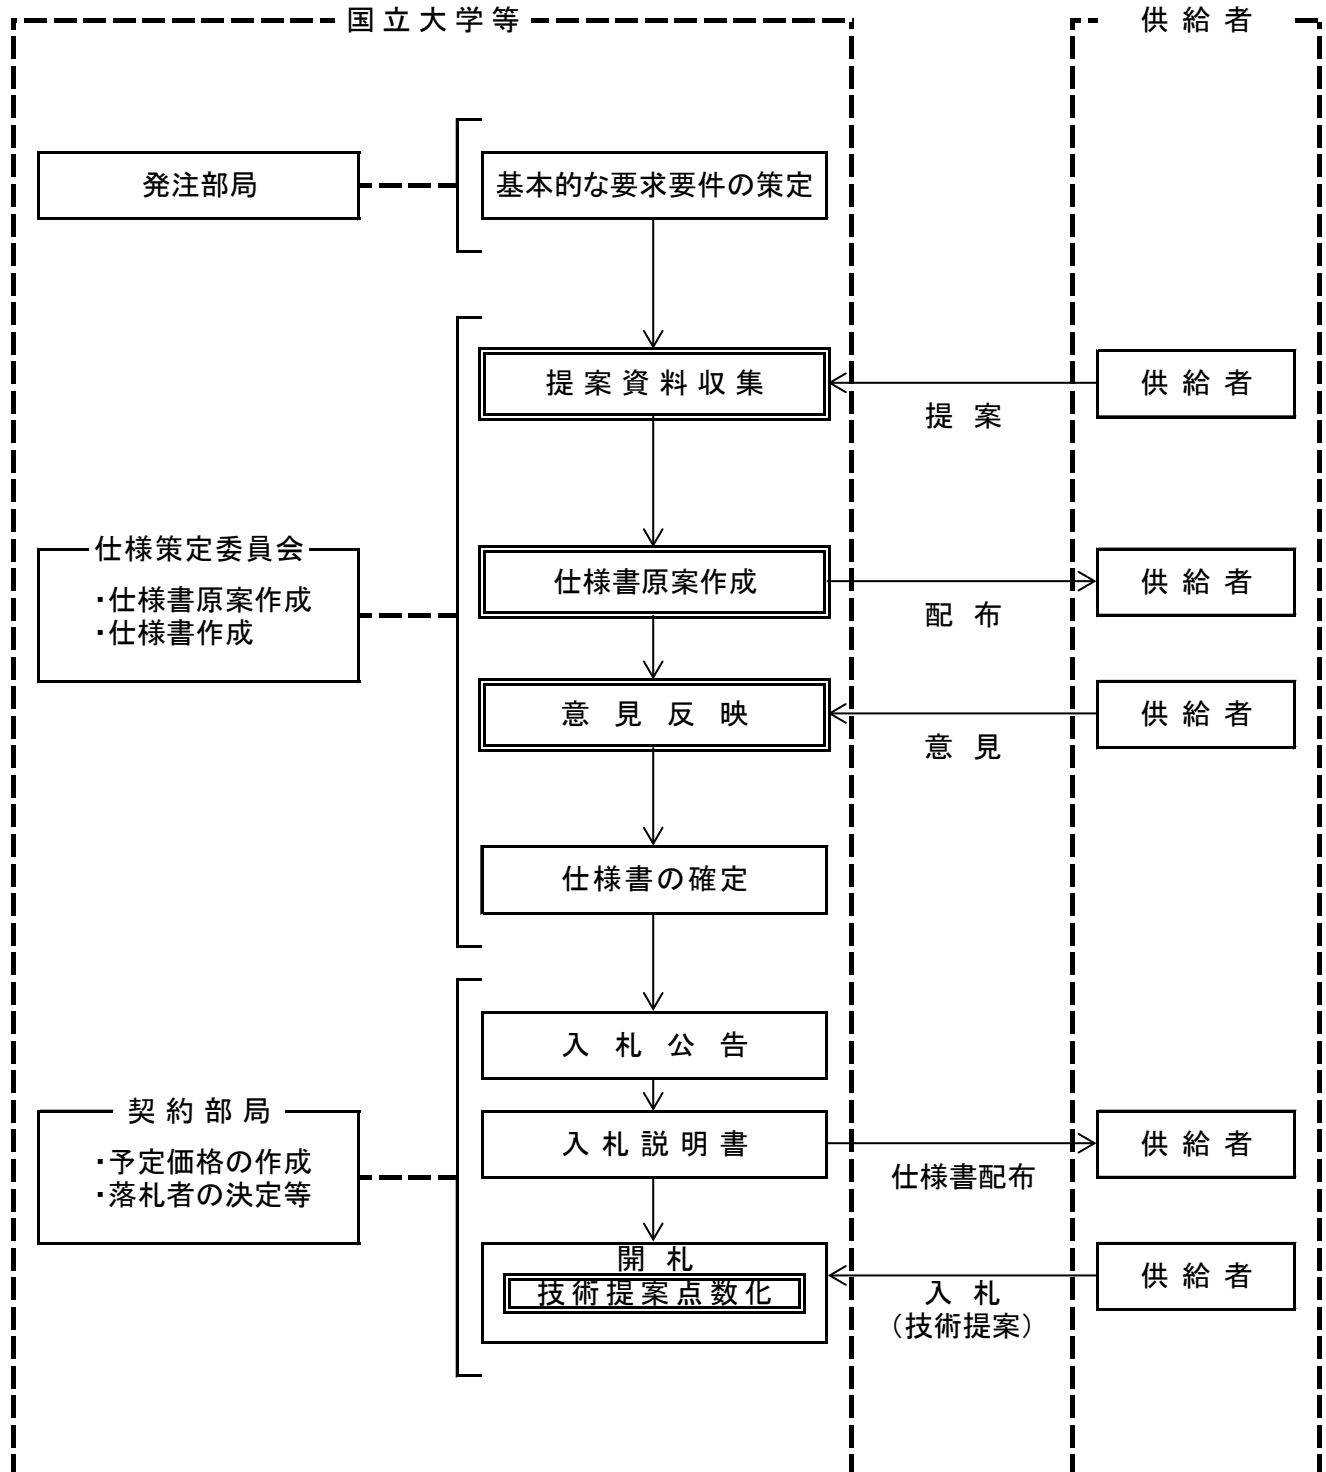 国立大学等
供給者
発注部局
基本的な要求要件の策定
提案資料収集
供給者
提案
仕様策定委員会
・仕様書原案作成
・仕様書作成
仕様書原案作成
供給者
配布
意見反映
供給者
意見
仕様書の確定
入札公告
契約部局
・予定価格の作成
・落札者の決定等
入札説明書
供給者
仕様書配布
開札
技術提案点数化
供給者
入札
（技術提案）